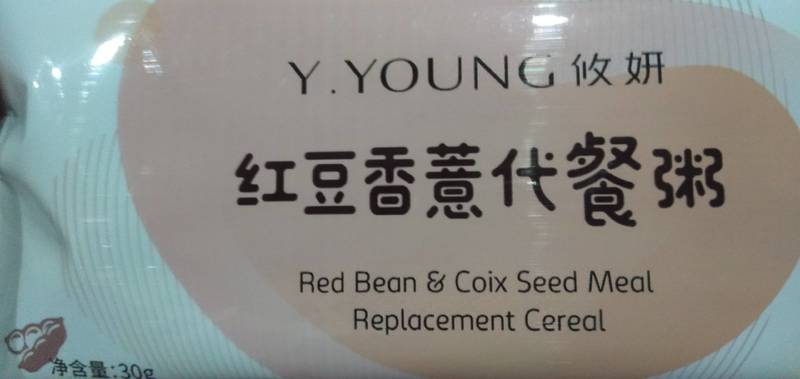 Y.YOUNG 攸妍
红豆香薏代餐粥
Red Bean & Coix Seed Meal
Replacement Cereal
净含量:30g